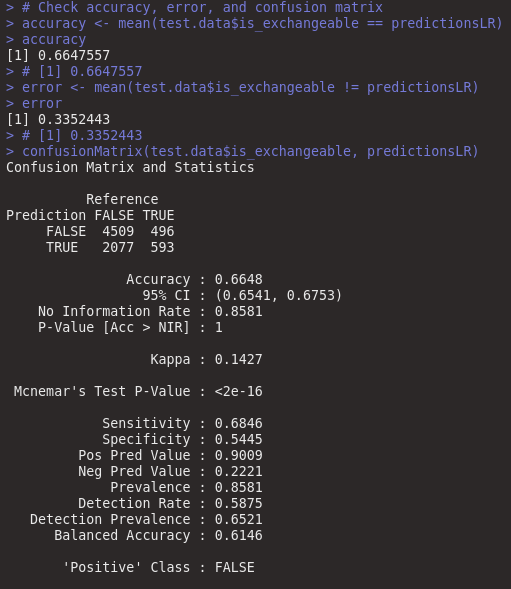 > # Check accuracy, error, and confusion matrix
> accuracy <- mean(test.data$is_exchangeable == predictionsLR)
> accuracy
[1] 0.6647557
> # [1] 0.6647557
> error <- mean(test.data$is_exchangeable != predictionsLR)
> error
[1] 0.3352443
> # [1] 0.3352443
> confusionMatrix(test.data$is_exchangeable, predictionsLR)
Confusion Matrix and Statistics

          Reference
Prediction FALSE TRUE
     FALSE  4509  496
     TRUE   2077  593

               Accuracy : 0.6648
                 95% CI : (0.6541, 0.6753)
    No Information Rate : 0.8581
    P-Value [Acc > NIR] : 1

                  Kappa : 0.1427

 Mcnemar's Test P-Value : <2e-16

            Sensitivity : 0.6846
            Specificity : 0.5445
         Pos Pred Value : 0.9009
         Neg Pred Value : 0.2221
             Prevalence : 0.8581
         Detection Rate : 0.5875
   Detection Prevalence : 0.6521
      Balanced Accuracy : 0.6146

       'Positive' Class : FALSE